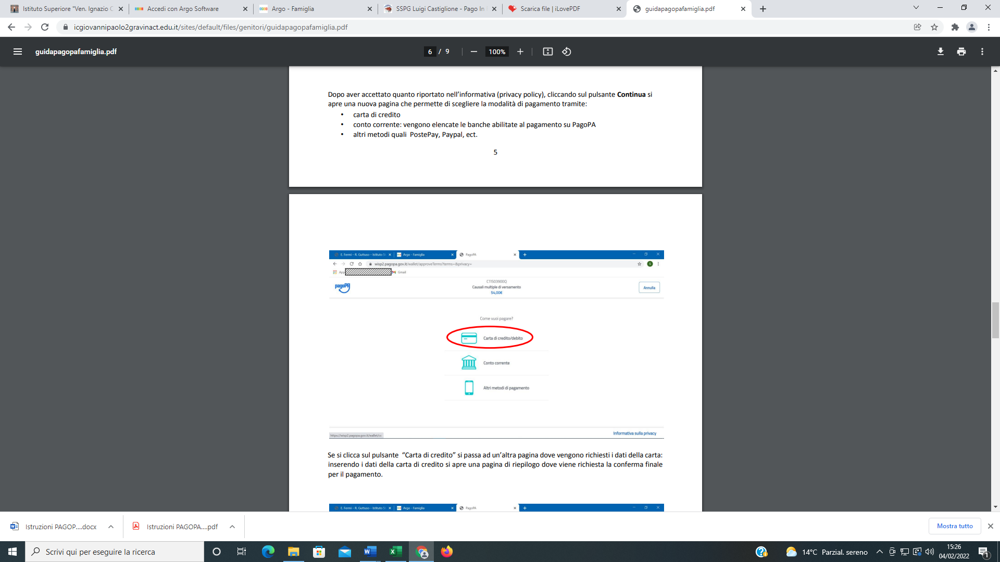 Istituto Superiore "Ven. Ignazio C
Accedi con Argo Software
Argo - Famiglia
SSPG Luigi Castiglione - Pago In
Scarica file | iLovePDF
guidapagopafamiglia.pdf
icgiovannipaolo2gravinact.edu.it/sites/default/files/genitori/guidapagopafamiglia.pdf
guidapagopafamiglia.pdf
6 / 9
100%
Dopo aver accettato quanto riportato nell'informativa (privacy policy), cliccando sul pulsante Continua si
apre una nuova pagina che permette di scegliere la modalità di pagamento tramite:
• carta di credito
• conto corrente: vengono elencate le banche abilitate al pagamento su PagoPA
• altri metodi quali PostePay, Paypal, ect.
5
E. Fermi – R. Guttuso – Istituto St
Argo - Famiglia
PagoPA
wisp2.pagopa.gov.it/wallet/approveTerms?terms=&privacy=
App
Gmail
pagoPA
CTIS03900Q
Causali multiple di versamento
54,00€
Annulla
Come vuoi pagare?
Carta di credito/debito
Conto corrente
Altri metodi di pagamento
https://wisp2.pagopa.gov.it/wallet/cc
Informativa sulla privacy
Se si clicca sul pulsante “Carta di credito” si passa ad un'altra pagina dove vengono richiesti i dati della carta:
inserendo i dati della carta di credito si apre una pagina di riepilogo dove viene richiesta la conferma finale
per il pagamento.
E. Fermi – R. Guttuso – Istituto St
Argo - Famiglia
PagoPA
Istruzioni PAGOP....docx
Istruzioni PAGOPA....pdf
Mostra tutto
Scrivi qui per eseguire la ricerca
14°C Parzial. sereno
15:26
04/02/2022
1